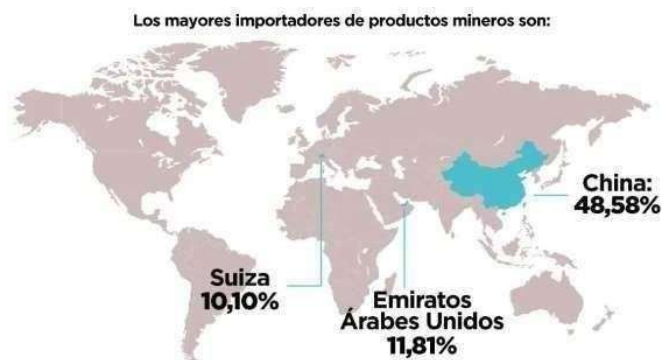 Los mayores importadores de productos mineros son:
China:
48,58%
Suiza
10,10%
Emiratos
Árabes Unidos
11,81%